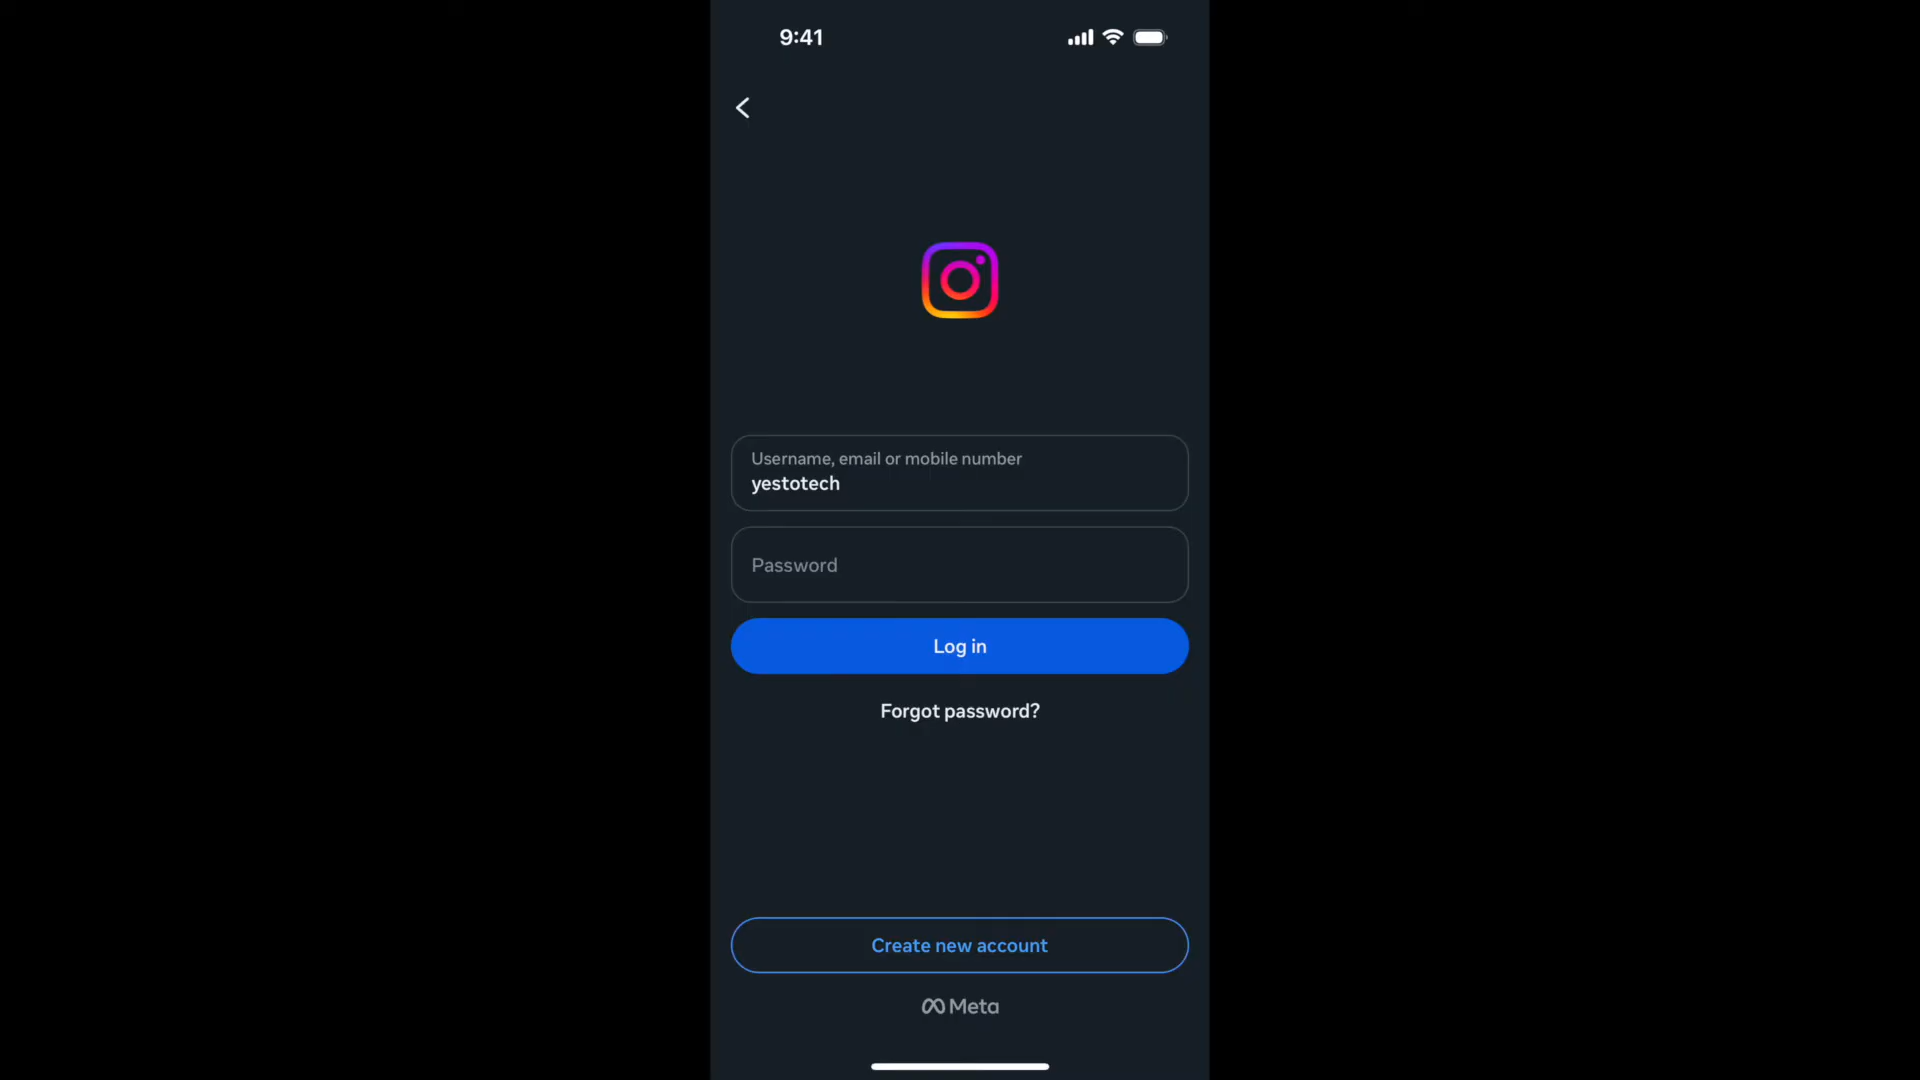 9:41
Username, email or mobile number
yestotech
Password
Log in
Forgot password?
Create new account
Meta